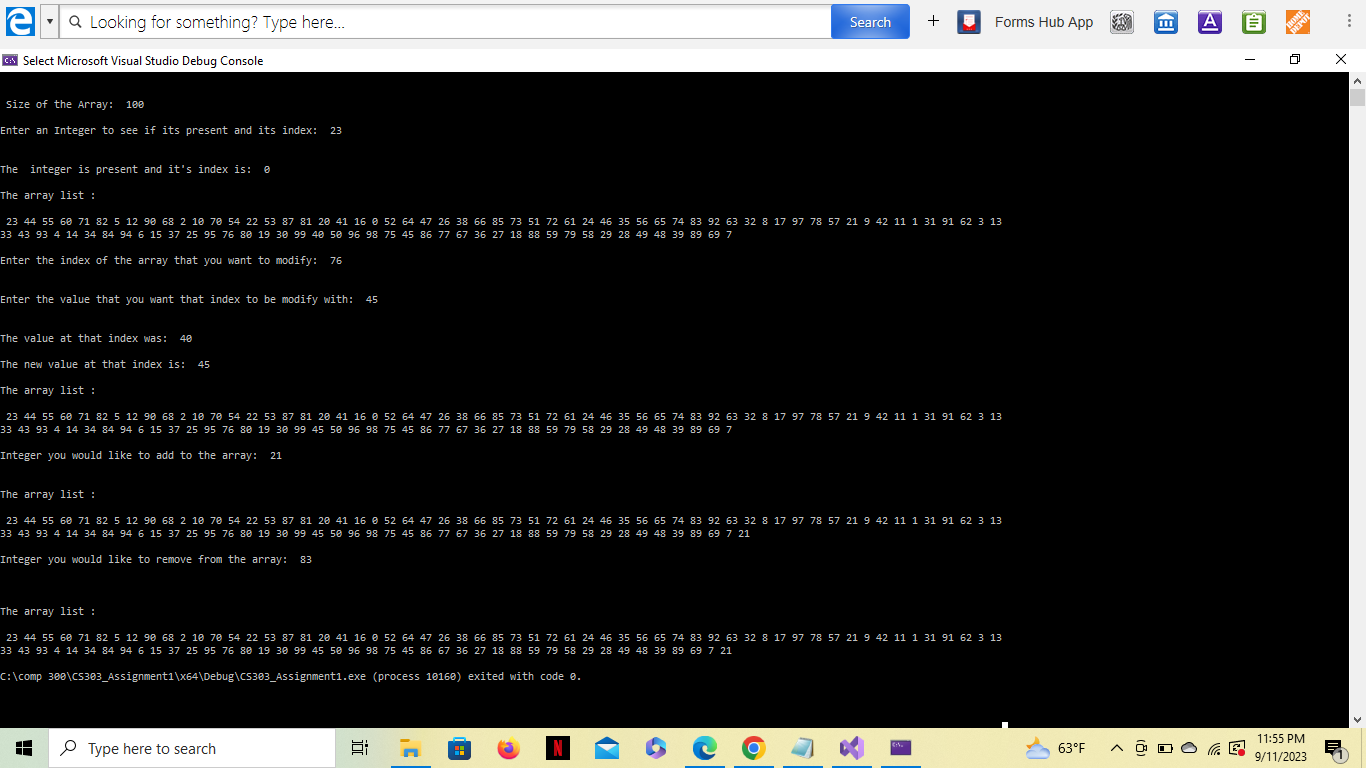 Looking for something? Type here...
Search
+
Forms Hub App
Select Microsoft Visual Studio Debug Console
Size of the Array:  100
Enter an Integer to see if its present and its index:  23
The  integer is present and it's index is:  0
The array list :
23 44 55 60 71 82 5 12 90 68 2 10 70 54 22 53 87 81 20 41 16 0 52 64 47 26 38 66 85 73 51 72 61 24 46 35 56 65 74 83 92 63 32 8 17 97 78 57 21 9 42 11 1 31 91 62 3 13
33 43 93 4 14 34 84 94 6 15 37 25 95 76 80 19 30 99 40 50 96 98 75 45 86 77 67 36 27 18 88 59 79 58 29 28 49 48 39 89 69 7
Enter the index of the array that you want to modify:  76
Enter the value that you want that index to be modify with:  45
The value at that index was:  40
The new value at that index is:  45
The array list :
23 44 55 60 71 82 5 12 90 68 2 10 70 54 22 53 87 81 20 41 16 0 52 64 47 26 38 66 85 73 51 72 61 24 46 35 56 65 74 83 92 63 32 8 17 97 78 57 21 9 42 11 1 31 91 62 3 13
33 43 93 4 14 34 84 94 6 15 37 25 95 76 80 19 30 99 45 50 96 98 75 45 86 77 67 36 27 18 88 59 79 58 29 28 49 48 39 89 69 7
Integer you would like to add to the array:  21
The array list :
23 44 55 60 71 82 5 12 90 68 2 10 70 54 22 53 87 81 20 41 16 0 52 64 47 26 38 66 85 73 51 72 61 24 46 35 56 65 74 83 92 63 32 8 17 97 78 57 21 9 42 11 1 31 91 62 3 13
33 43 93 4 14 34 84 94 6 15 37 25 95 76 80 19 30 99 45 50 96 98 75 45 86 77 67 36 27 18 88 59 79 58 29 28 49 48 39 89 69 7 21
Integer you would like to remove from the array:  83
The array list :
23 44 55 60 71 82 5 12 90 68 2 10 70 54 22 53 87 81 20 41 16 0 52 64 47 26 38 66 85 73 51 72 61 24 46 35 56 65 74 83 92 63 32 8 17 97 78 57 21 9 42 11 1 31 91 62 3 13
33 43 93 4 14 34 84 94 6 15 37 25 95 76 80 19 30 99 45 50 96 98 75 45 86 67 36 27 18 88 59 79 58 29 28 49 48 39 89 69 7 21
C:\comp 300\CS303_Assignment1\x64\Debug\CS303_Assignment1.exe (process 10160) exited with code 0.
Type here to search
63°F
11:55 PM
9/11/2023
1